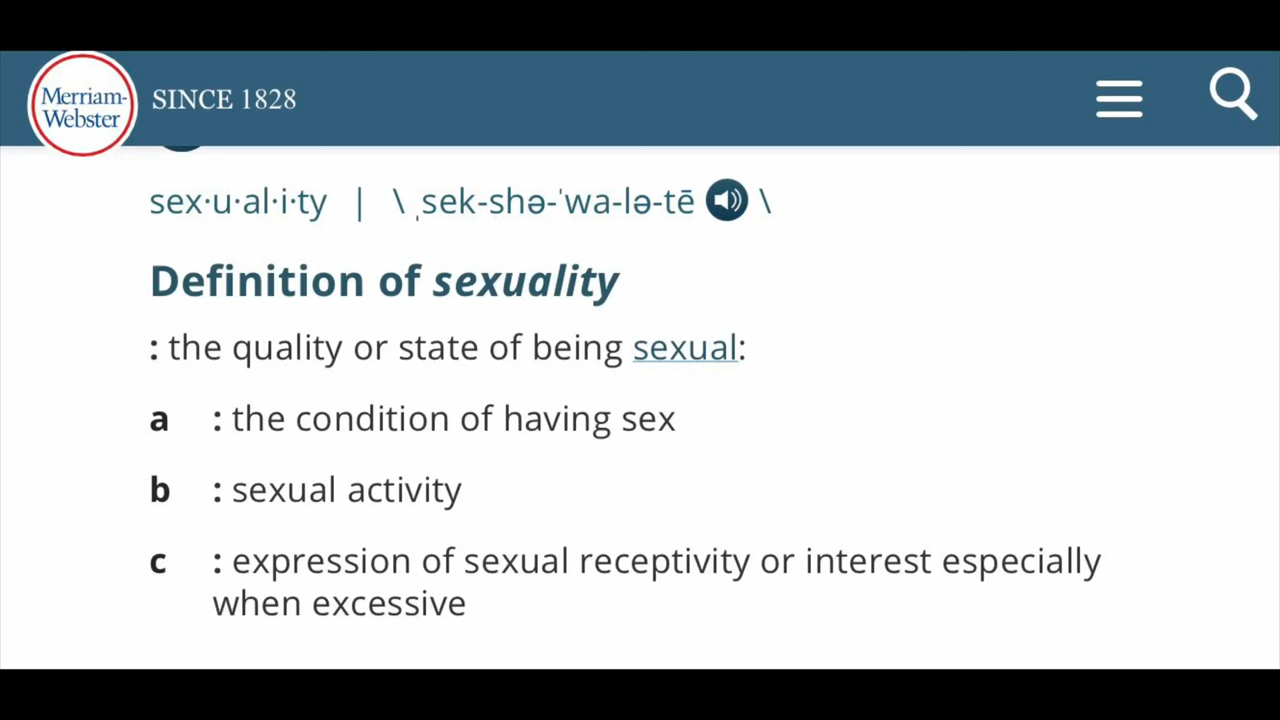 Merriam-
Webster
SINCE 1828
sex·u·al·i·ty | \ ˌsek-shə-ˈwa-lə-tē \
Definition of sexuality
: the quality or state of being sexual:
a : the condition of having sex
b : sexual activity
c : expression of sexual receptivity or interest especially
when excessive